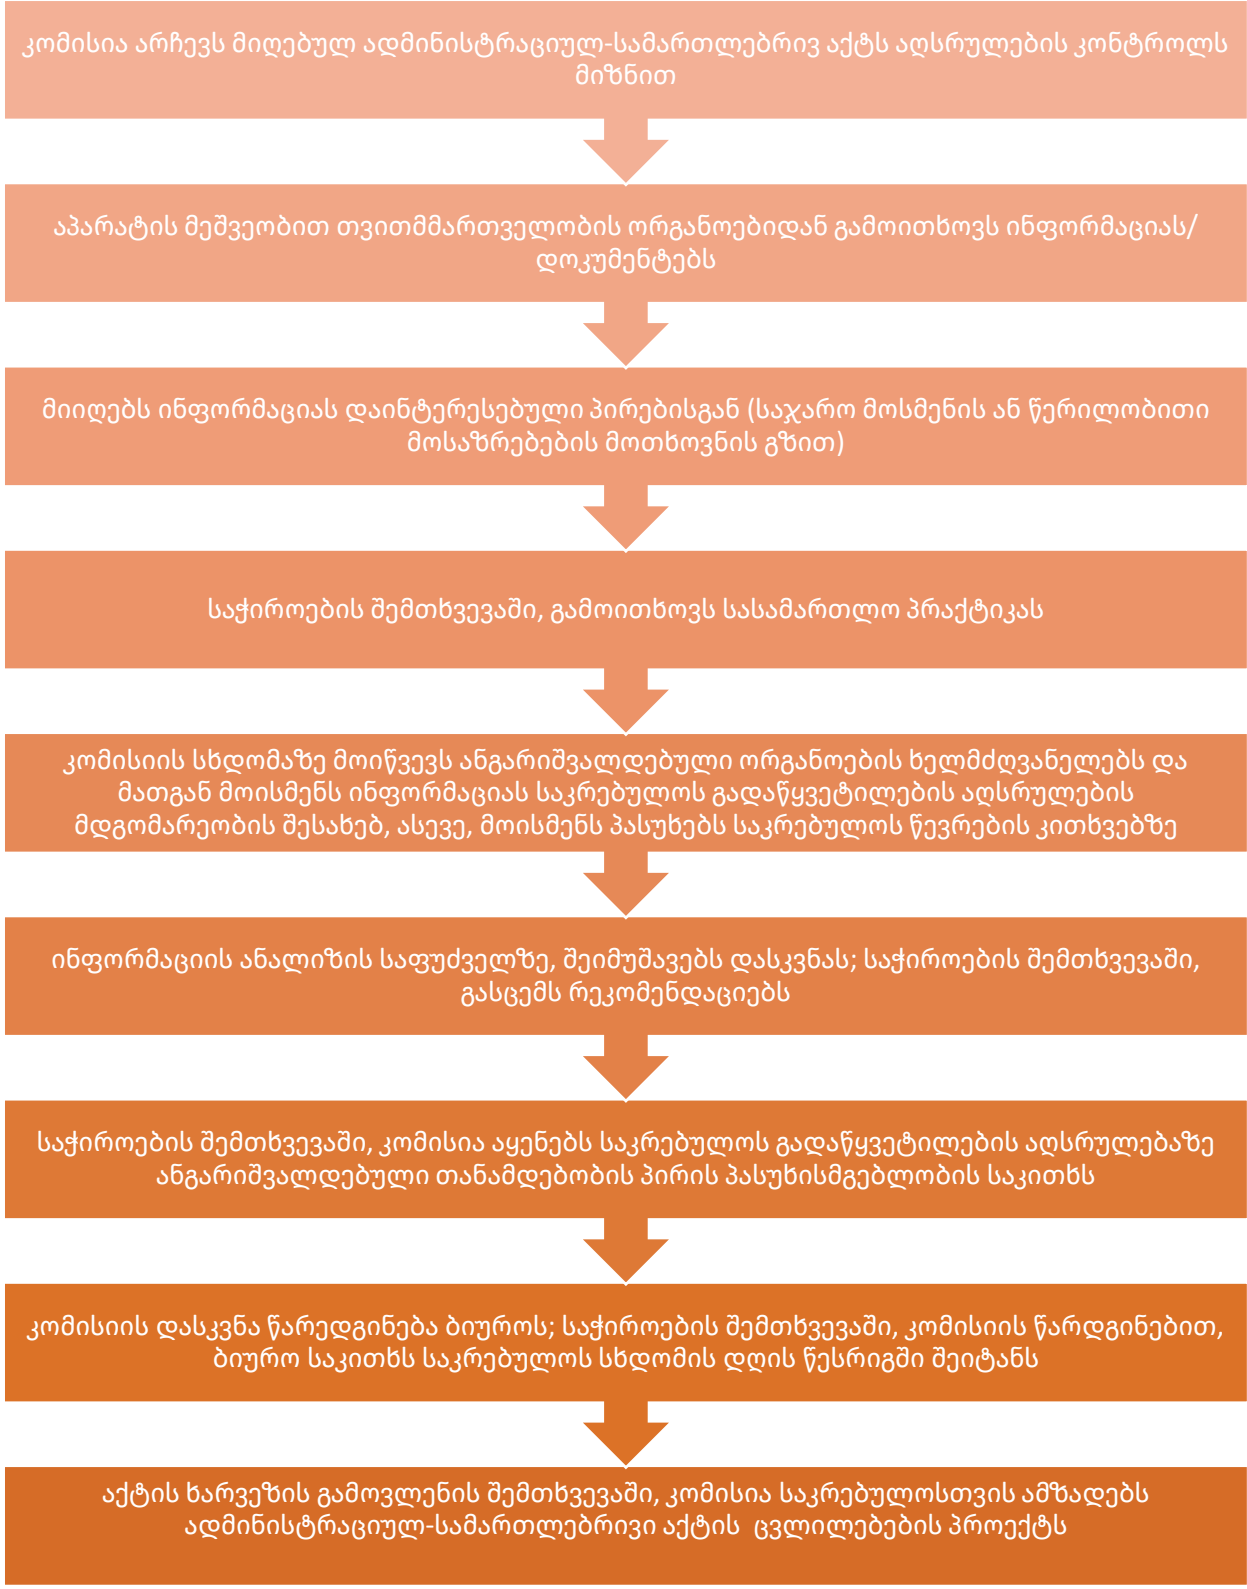 კომისია არჩევს მიღებულ ადმინისტრაციულ-სამართლებრივ აქტს აღსრულების კონტროლს
მიზნით
აპარატის მეშვეობით თვითმმართველობის ორგანოებიდან გამოითხოვს ინფორმაციას/
დოკუმენტებს
მიიღებს ინფორმაციას დაინტერესებული პირებისგან (საჯარო მოსმენის ან წერილობითი
მოსაზრებების მოთხოვნის გზით)
საჭიროების შემთხვევაში, გამოითხოვს სასამართლო პრაქტიკას
კომისიის სხდომაზე მოიწვევს ანგარიშვალდებული ორგანოების ხელმძღვანელებს და
მათგან მოისმენს ინფორმაციას საკრებულოს გადაწყვეტილების აღსრულების
მდგომარეობის შესახებ, ასევე, მოისმენს პასუხებს საკრებულოს წევრების კითხვებზე
ინფორმაციის ანალიზის საფუძველზე, შეიმუშავებს დასკვნას; საჭიროების შემთხვევაში,
გასცემს რეკომენდაციებს
საჭიროების შემთხვევაში, კომისია აყენებს საკრებულოს გადაწყვეტილების აღსრულებაზე
ანგარიშვალდებული თანამდებობის პირის პასუხისმგებლობის საკითხს
კომისიის დასკვნა წარედგინება ბიუროს; საჭიროების შემთხვევაში, კომისიის წარდგინებით,
ბიურო საკითხს საკრებულოს სხდომის დღის წესრიგში შეიტანს
აქტის ხარვეზის გამოვლენის შემთხვევაში, კომისია საკრებულოსთვის ამზადებს
ადმინისტრაციულ-სამართლებრივი აქტის  ცვლილებების პროექტს